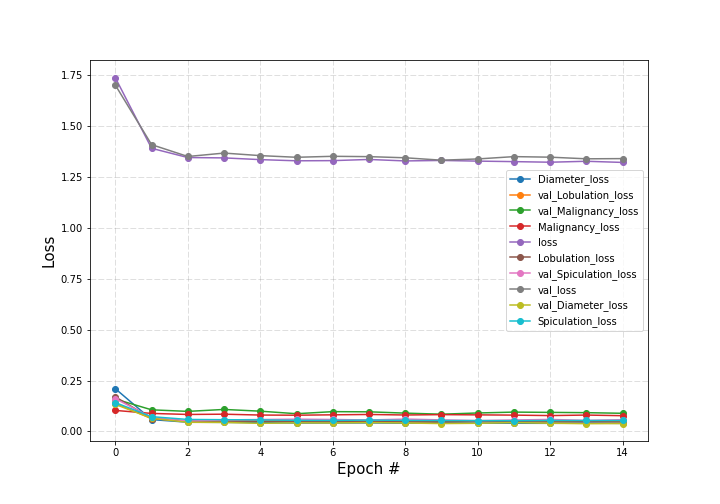 1.75
1.50
1.25
1.00
0.75
0.50
0.25
0.00
Loss
Diameter_loss
val_Lobulation_loss
val_Malignancy_loss
Malignancy_loss
loss
Lobulation_loss
val_Spiculation_loss
val_loss
val_Diameter_loss
Spiculation_loss
0 2 4 6 8 10 12 14
Epoch #